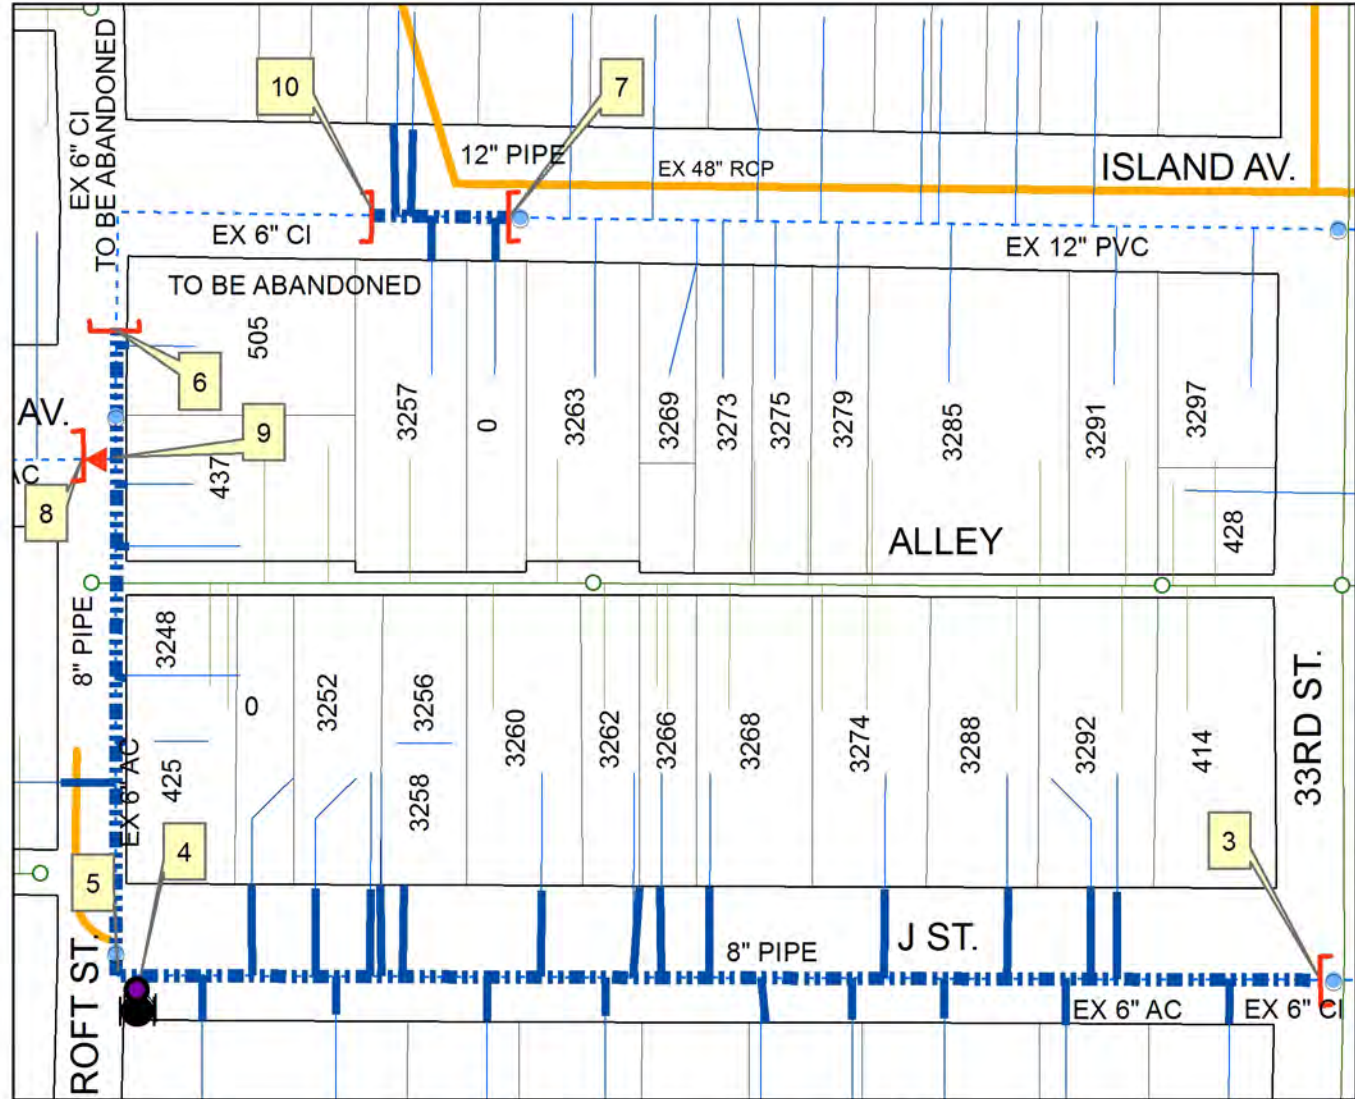 EX 6" CI
TO BE ABANDONED
10
7
12" PIPE
EX 48" RCP
ISLAND AV.
EX 6" CI
EX 12" PVC
TO BE ABANDONED
505
6
9
AV.
8
437
3257
0
3263
3269
3273
3275
3279
3285
3291
3297
428
ALLEY
8" PIPE
3248
0
3252
3256
3258
3260
3262
3266
3268
3274
3288
3292
414
33RD ST.
EX 6" AC
425
4
5
3
J ST.
8" PIPE
EX 6" AC
EX 6" CI
ROFT ST.